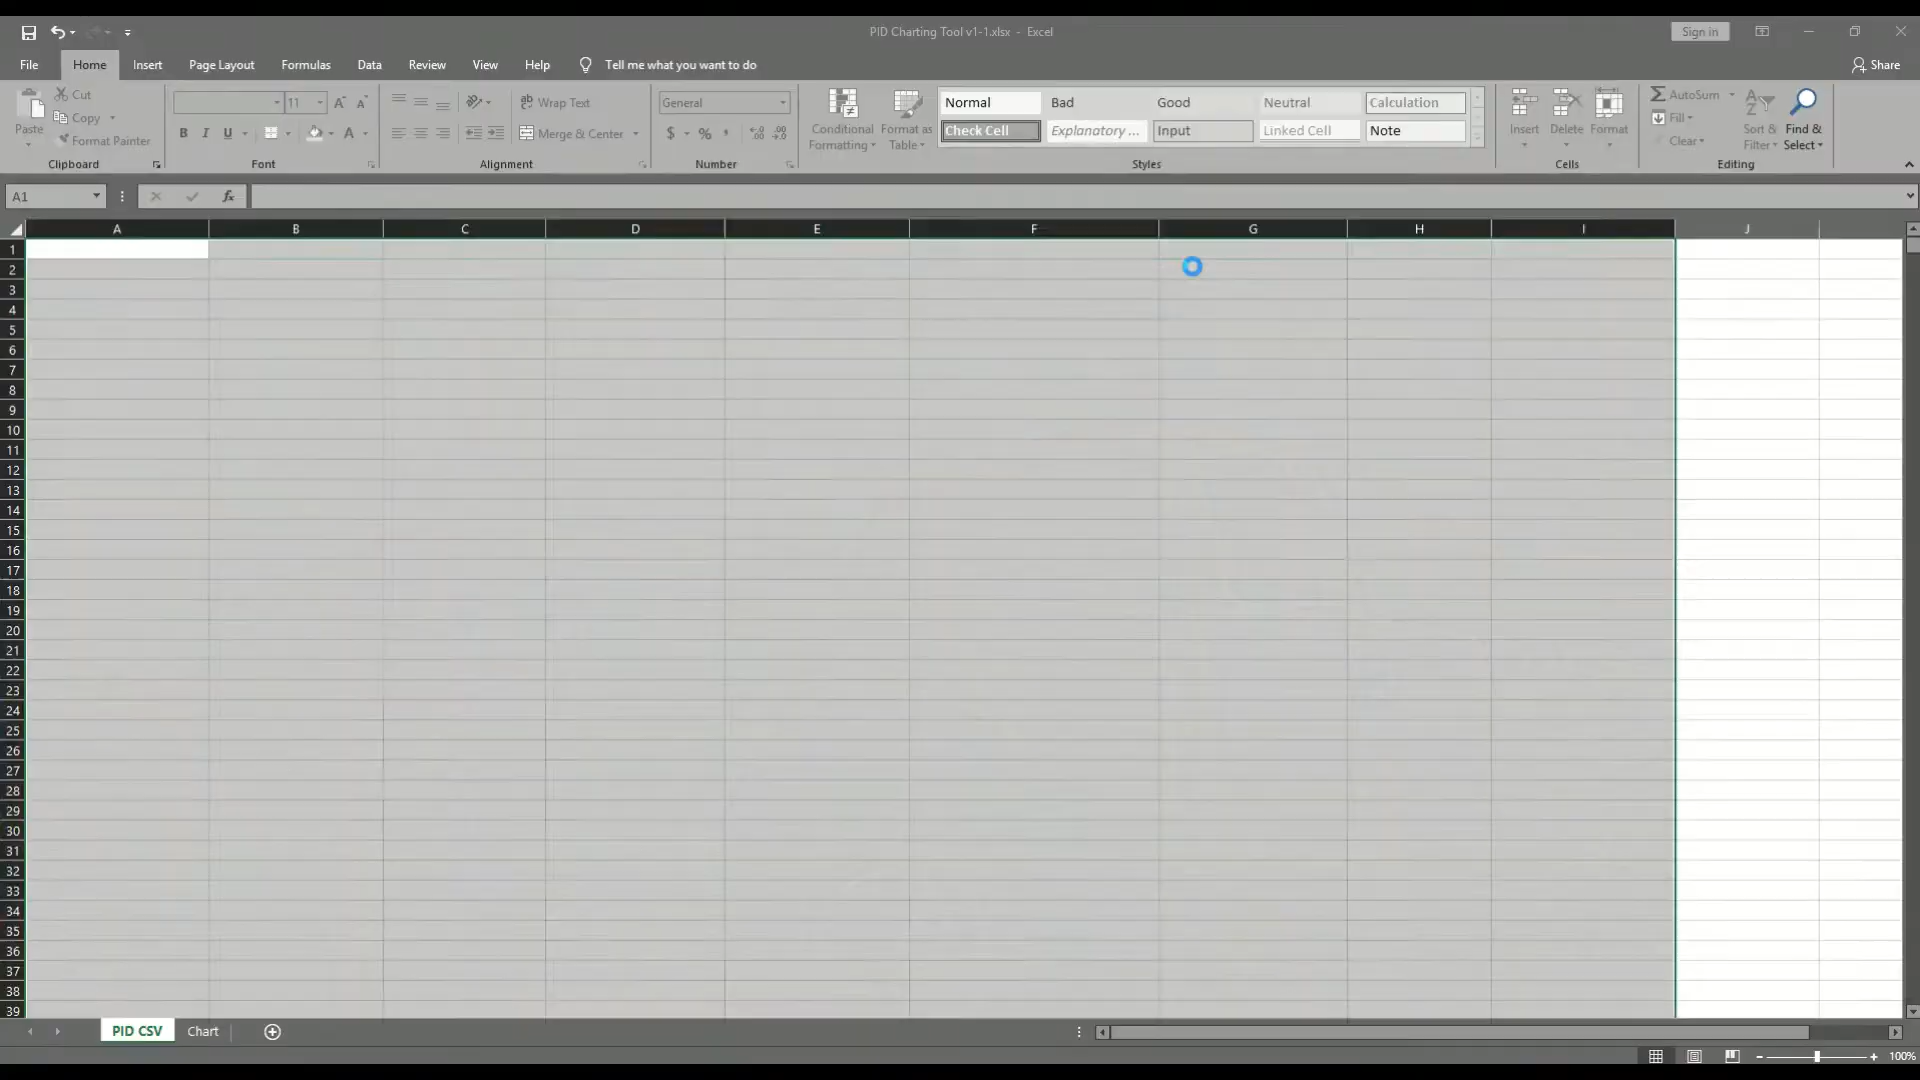 PID Charting Tool v1-1.xlsx - Excel
Sign in
File Home Insert Page Layout Formulas Data Review View Help Tell me what you want to do
Share
Paste
Cut
Copy
Format Painter
Clipboard
11
B I U
Font
Wrap Text
Merge & Center
Alignment
General
$ % ,
Number
Conditional Formatting
Format as Table
Normal Bad Good Neutral Calculation
Check Cell Explanatory ... Input Linked Cell Note
Styles
Insert Delete Format
Cells
AutoSum
Fill
Clear
Sort & Filter
Find & Select
Editing
A1
fx
A B C D E F G H I J
1
2
3
4
5
6
7
8
9
10
11
12
13
14
15
16
17
18
19
20
21
22
23
24
25
26
27
28
29
30
31
32
33
34
35
36
37
38
39
PID CSV Chart
100%